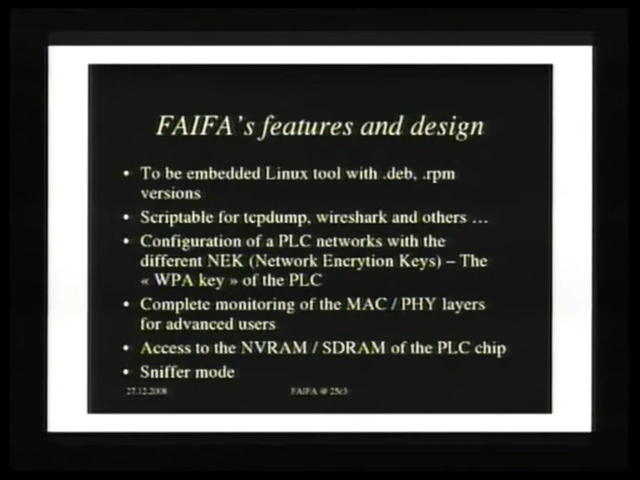 FAIFA's features and design
• To be embedded Linux tool with .deb, .rpm
versions
• Scriptable for tcpdump, wireshark and others …
• Configuration of a PLC networks with the
different NEK (Network Encrytion Keys) – The
« WPA key » of the PLC
• Complete monitoring of the MAC / PHY layers
for advanced users
• Access to the NVRAM / SDRAM of the PLC chip
• Sniffer mode
27.12.2008 FAIFA @ 25c3